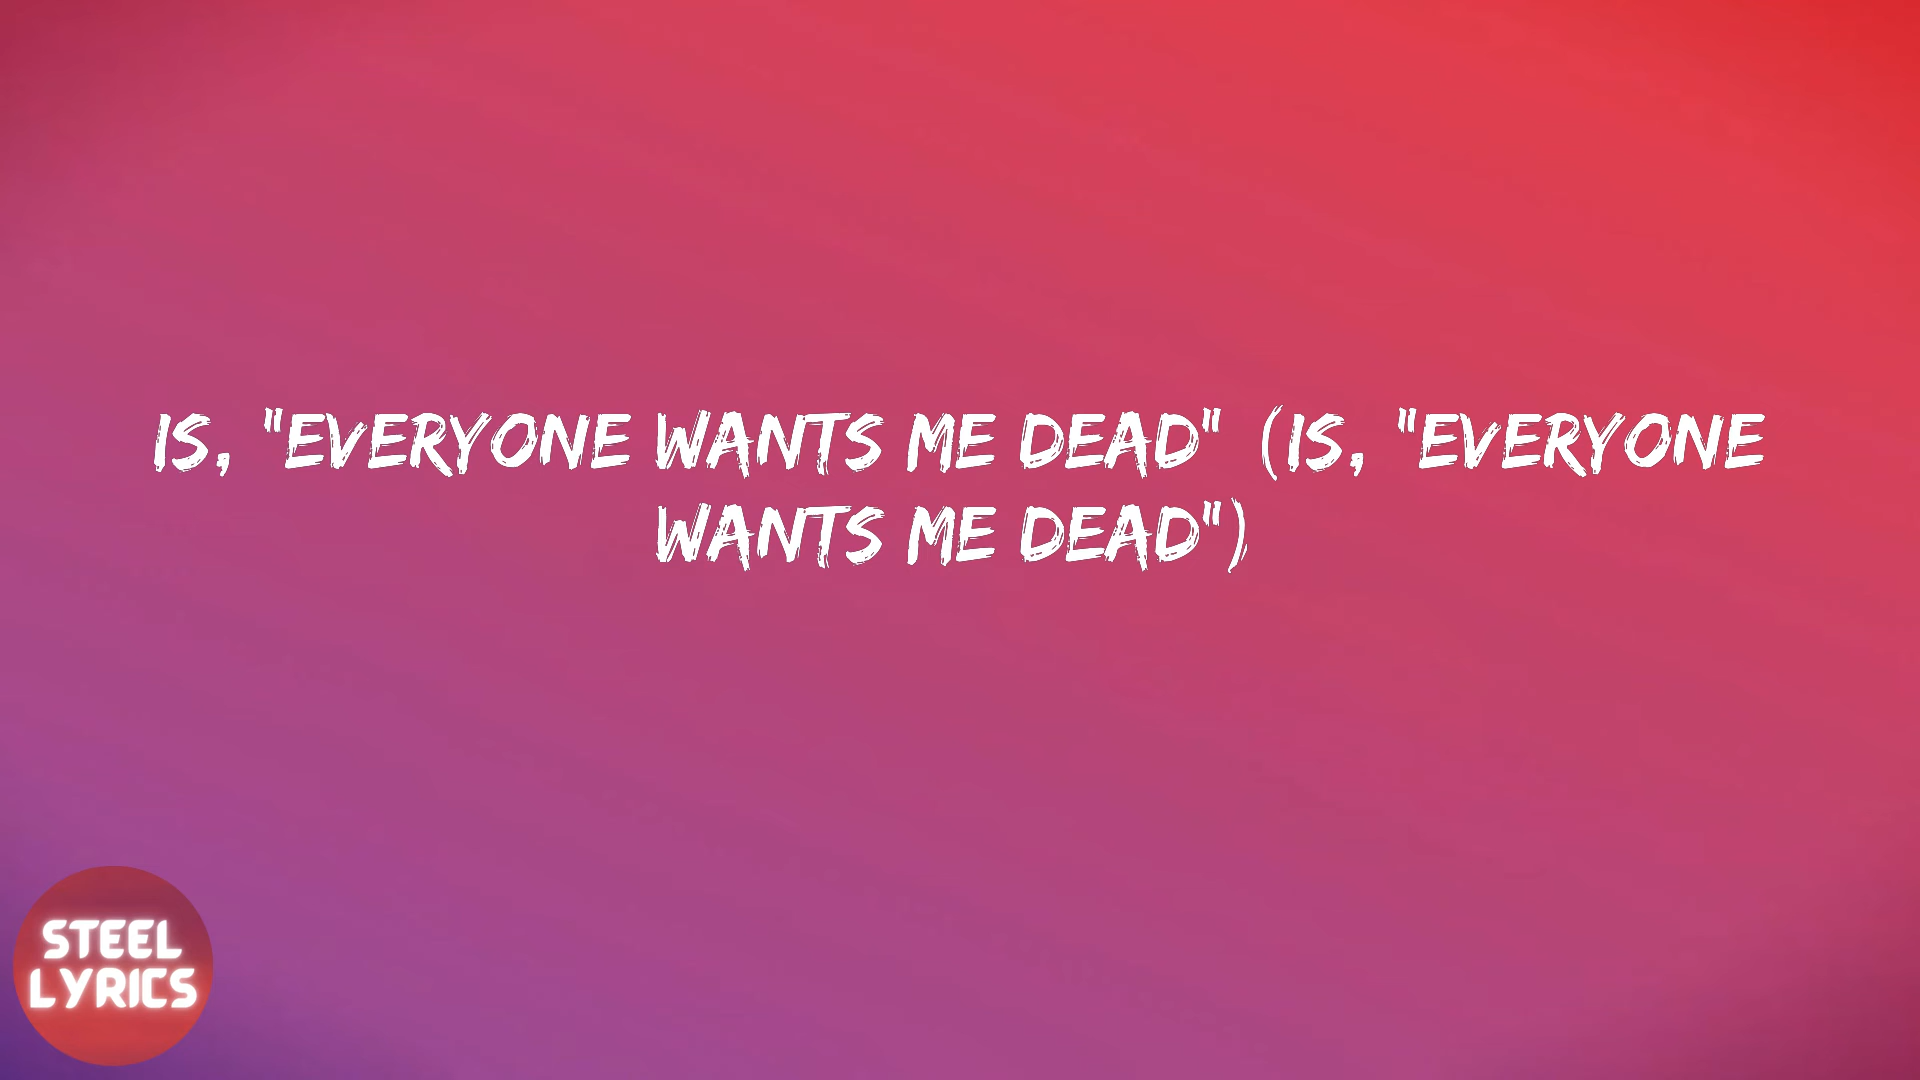 IS, "EVERYONE WANTS ME DEAD" (IS, "EVERYONE
WANTS ME DEAD")
STEEL
LYRICS